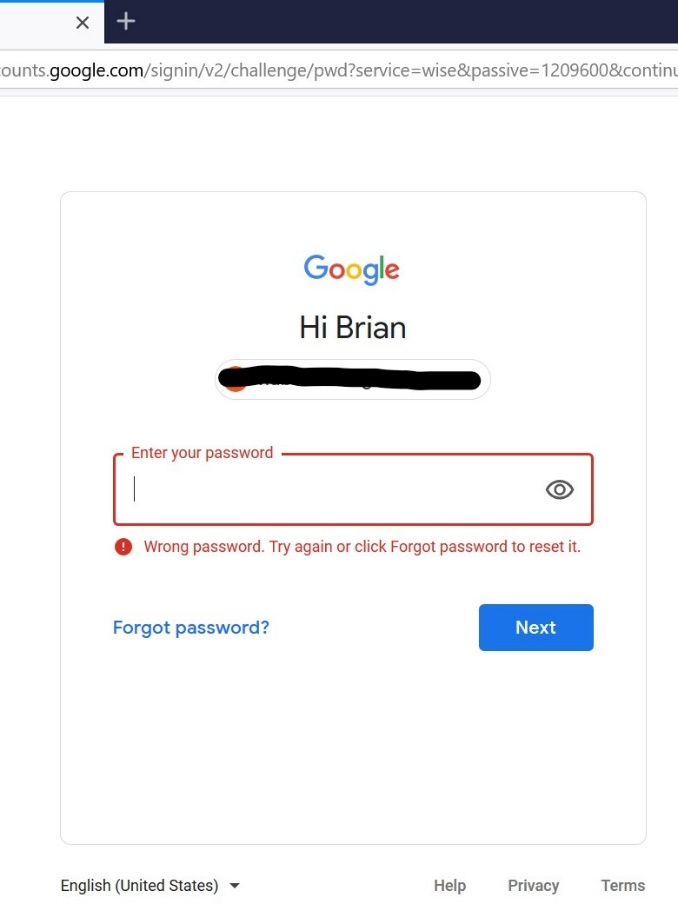 ounts.google.com/signin/v2/challenge/pwd?service=wise&passive=1209600&continu
Google
Hi Brian
Enter your password
Wrong password. Try again or click Forgot password to reset it.
Forgot password?
Next
English (United States)
Help Privacy Terms